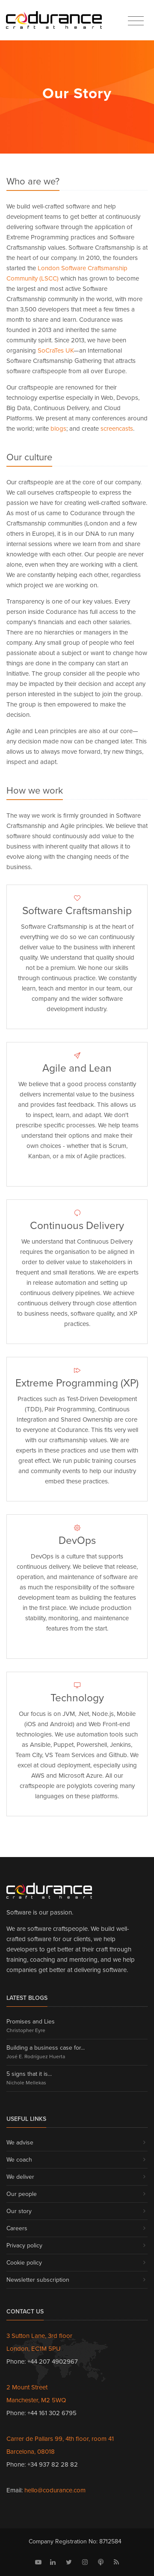 codurance
craft at heart
Our Story
Who are we?
We build well-crafted software and help
development teams to get better at continuously
delivering software through the application of
Extreme Programming practices and Software
Craftsmanship values. Software Craftsmanship is at
the heart of our company. In 2010, the founders
started the London Software Craftsmanship
Community (LSCC) which has grown to become
the largest and most active Software
Craftsmanship community in the world, with more
than 3,500 developers that meet three times a
month to share and learn. Codurance was
founded in 2013 and inherited the same
community spirit. Since 2013, we have been
organising SoCraTes UK—an International
Software Craftsmanship Gathering that attracts
software craftspeople from all over Europe.
Our craftspeople are renowned for their
technology expertise especially in Web, Devops,
Big Data, Continuous Delivery, and Cloud
Platforms. We present at many conferences around
the world; write blogs; and create screencasts.
Our culture
Our craftspeople are at the core of our company.
We call ourselves craftspeople to express the
pursuit to continuously deliver well-crafted software.
As most of us came to Codurance through the
Craftsmanship communities (London and a few
others in Europe), it is in our DNA to run many
internal sessions where we learn and share
knowledge with each other. Our people are never
alone, even when they are working with a client.
We are constantly helping each other, regardless
which project we are engaged on.
Transparency is one of our key values. Every
person inside Codurance has full access to the
company's data, including finances and salaries.
There are no hierarchies or managers in the
company. Any craftsperson who feels they are
passionate about a subject or want to change how
things work or are done in the company can start
an initiative. The group consider all the people who
may be impacted by their decision and accept any
person interested in the subject to join the group.
The group is then empowered to make the
decision.
Agile and Lean principles are also at our core—
any decision made now can be changed later. This
allows us to always move forward, try new things,
inspect and adapt.
How we work
The way we work is firmly grounded in Software
Craftsmanship and Agile principles. We believe that
software should continuously add value to the
business with inherent quality that allows it to
evolve along with the changing needs of the
business.
Software Craftsmanship
Software Craftsmanship is at the heart of
everything we do so we can continuously
deliver value to the business with inherent
quality. We understand that quality should
not be a premium. We hone our skills
through continuous practice. We constantly
learn, teach and mentor in our team, our
company and the wider software
development industry.
Agile and Lean
We believe that a good process constantly
delivers incremental value to the business
and provides fast feedback. This allows us
to inspect, learn, and adapt. We don't
prescribe specific processes. We help teams
understand their options and make their
own choices - whether that is Scrum,
Kanban, or a mix of Agile practices.
Continuous Delivery
We understand that Continuous Delivery
requires the organisation to be aligned in
order to deliver value to stakeholders in
frequent and small iterations. We are experts
in release automation and setting up
continuous delivery pipelines. We achieve
continuous delivery through close attention
to business needs, software quality, and XP
practices.
Extreme Programming (XP)
Practices such as Test-Driven Development
(TDD), Pair Programming, Continuous
Integration and Shared Ownership are core
to everyone at Codurance. This fits very well
with our craftsmanship values. We are
experts in these practices and use them with
great effect. We run public training courses
and community events to help our industry
embed these practices.
DevOps
DevOps is a culture that supports
continuous delivery. We believe that release,
operation, and maintenance of software are
as much the responsibility of the software
development team as building the features
in the first place. We include production
stability, monitoring, and maintenance
features from the start.
Technology
Our focus is on JVM, .Net, Node.js, Mobile
(iOS and Android) and Web Front-end
technologies. We use automation tools such
as Ansible, Puppet, Powershell, Jenkins,
Team City, VS Team Services and Github. We
excel at cloud deployment, especially using
AWS and Microsoft Azure. All our
craftspeople are polyglots covering many
languages on these platforms.
codurance
craft at heart
Software is our passion.
We are software craftspeople. We build well-
crafted software for our clients, we help
developers to get better at their craft through
training, coaching and mentoring, and we help
companies get better at delivering software.
LATEST BLOGS
Promises and Lies
Christopher Eyre
Building a business case for...
José E. Rodríguez Huerta
5 signs that it is...
Nichole Mellekas
USEFUL LINKS
We advise
We coach
We deliver
Our people
Our story
Careers
Privacy policy
Cookie policy
Newsletter subscription
CONTACT US
3 Sutton Lane, 3rd floor
London, EC1M 5PU
Phone: +44 207 4902967
2 Mount Street
Manchester, M2 5WQ
Phone: +44 161 302 6795
Carrer de Pallars 99, 4th floor, room 41
Barcelona, 08018
Phone: +34 937 82 28 82
Email: hello@codurance.com
Company Registration No: 8712584